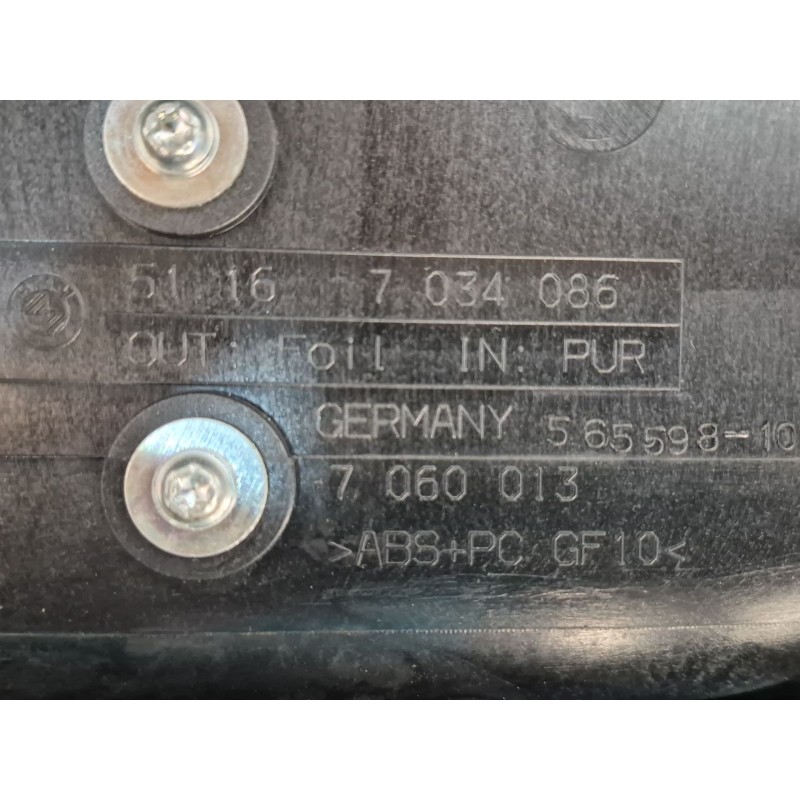 51 16 7 034 086
OUT: Foil IN: PUR
GERMANY 565598-10
7 060 013
>ABS+PC GF10<